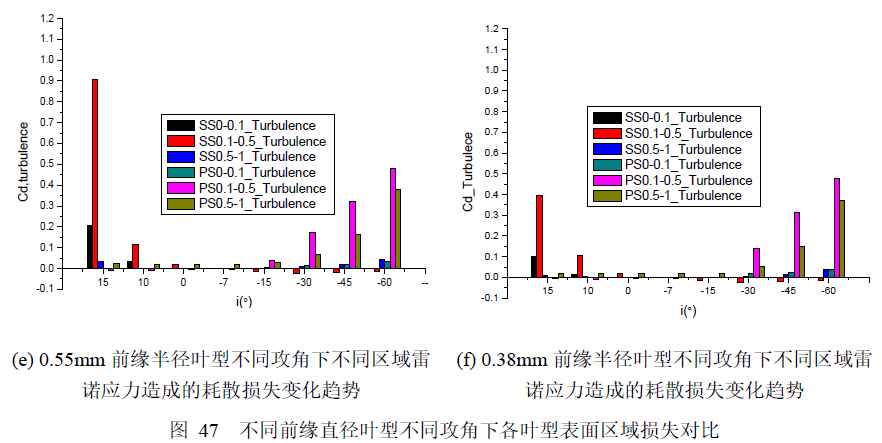 1.2
1.1
1.0
0.9
0.8
0.7
0.6
0.5
0.4
0.3
0.2
0.1
0.0
-0.1
Cd,turbulence
SS0-0.1_Turbulence
SS0.1-0.5_Turbulence
SS0.5-1_Turbulence
PS0-0.1_Turbulence
PS0.1-0.5_Turbulence
PS0.5-1_Turbulence
15 10 0 -7 -15 -30 -45 -60 --
i(°)
1.2
1.1
1.0
0.9
0.8
0.7
0.6
0.5
0.4
0.3
0.2
0.1
0.0
-0.1
Cd_Turbulece
SS0-0.1_Turbulence
SS0.1-0.5_Turbulence
SS0.5-1_Turbulence
PS0-0.1_Turbulence
PS0.1-0.5_Turbulence
PS0.5-1_Turbulence
15 10 0 -7 -15 -30 -45 -60
i(°)
(e) 0.55mm 前缘半径叶型不同攻角下不同区域雷
诺应力造成的耗散损失变化趋势
(f) 0.38mm 前缘半径叶型不同攻角下不同区域雷
诺应力造成的耗散损失变化趋势
图 47 不同前缘直径叶型不同攻角下各叶型表面区域损失对比